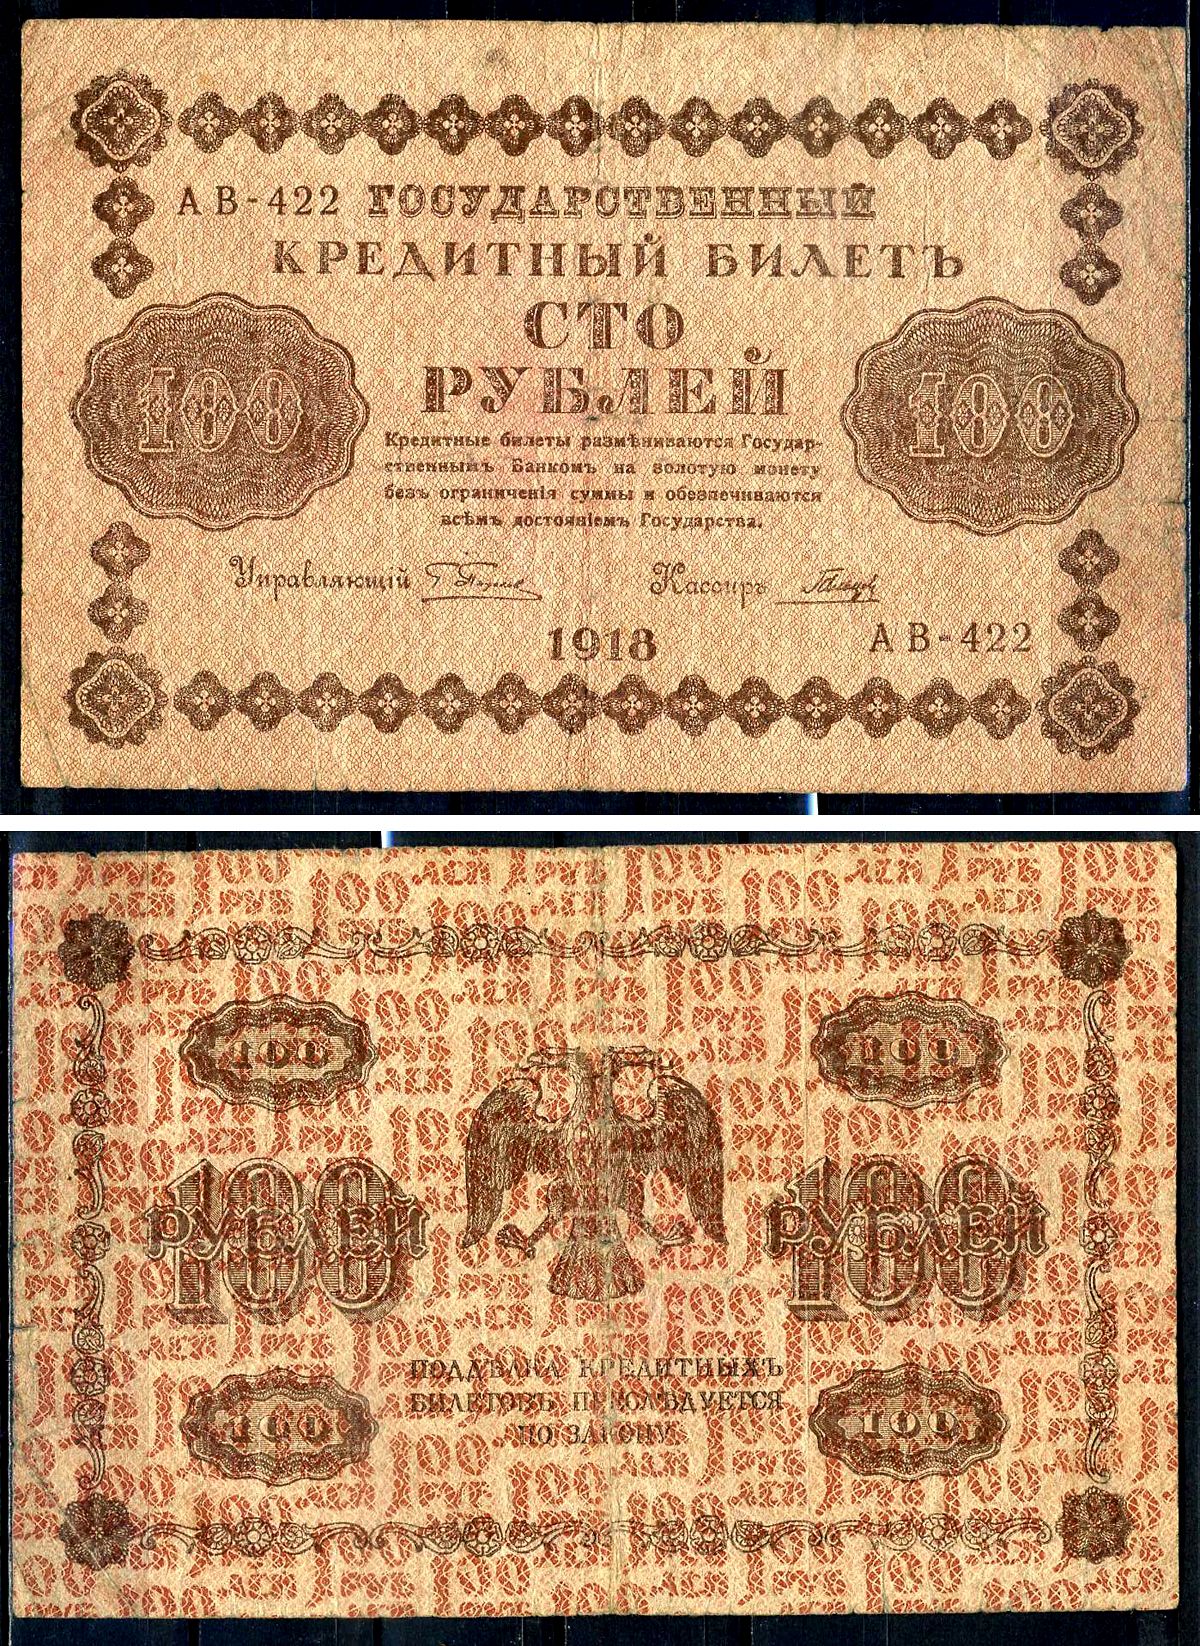 АВ-422 ГОСУДАРСТВЕННЫЙ
КРЕДИТНЫЙ БИЛЕТЪ
СТО
РУБЛЕЙ
100 100
Кредитные билеты размѣниваются Государ-
ственнымъ Банкомъ на золотую монету
безъ ограниченія суммы и обезпечиваются
всѣмъ достояніемъ Государства.
Управляющій Кассиръ
1918
АВ-422
100 100
100 100
РУБЛЕЙ РУБЛЕЙ
100 100
ПОДДѢЛКА КРЕДИТНЫХЪ
БИЛЕТОВЪ ПРЕСЛѢДУЕТСЯ
ПО ЗАКОНУ
100 100